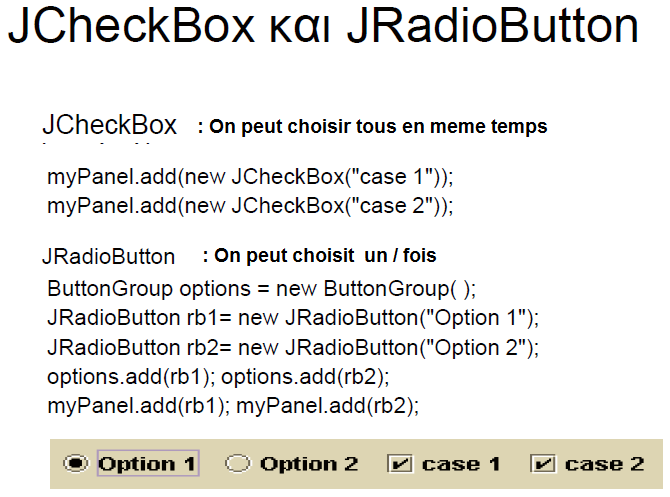 JCheckBox και JRadioButton
JCheckBox : On peut choisir tous en meme temps
myPanel.add(new JCheckBox("case 1"));
myPanel.add(new JCheckBox("case 2"));
JRadioButton : On peut choisit un / fois
ButtonGroup options = new ButtonGroup( );
JRadioButton rb1= new JRadioButton("Option 1");
JRadioButton rb2= new JRadioButton("Option 2");
options.add(rb1); options.add(rb2);
myPanel.add(rb1); myPanel.add(rb2);
Option 1 Option 2 case 1 case 2